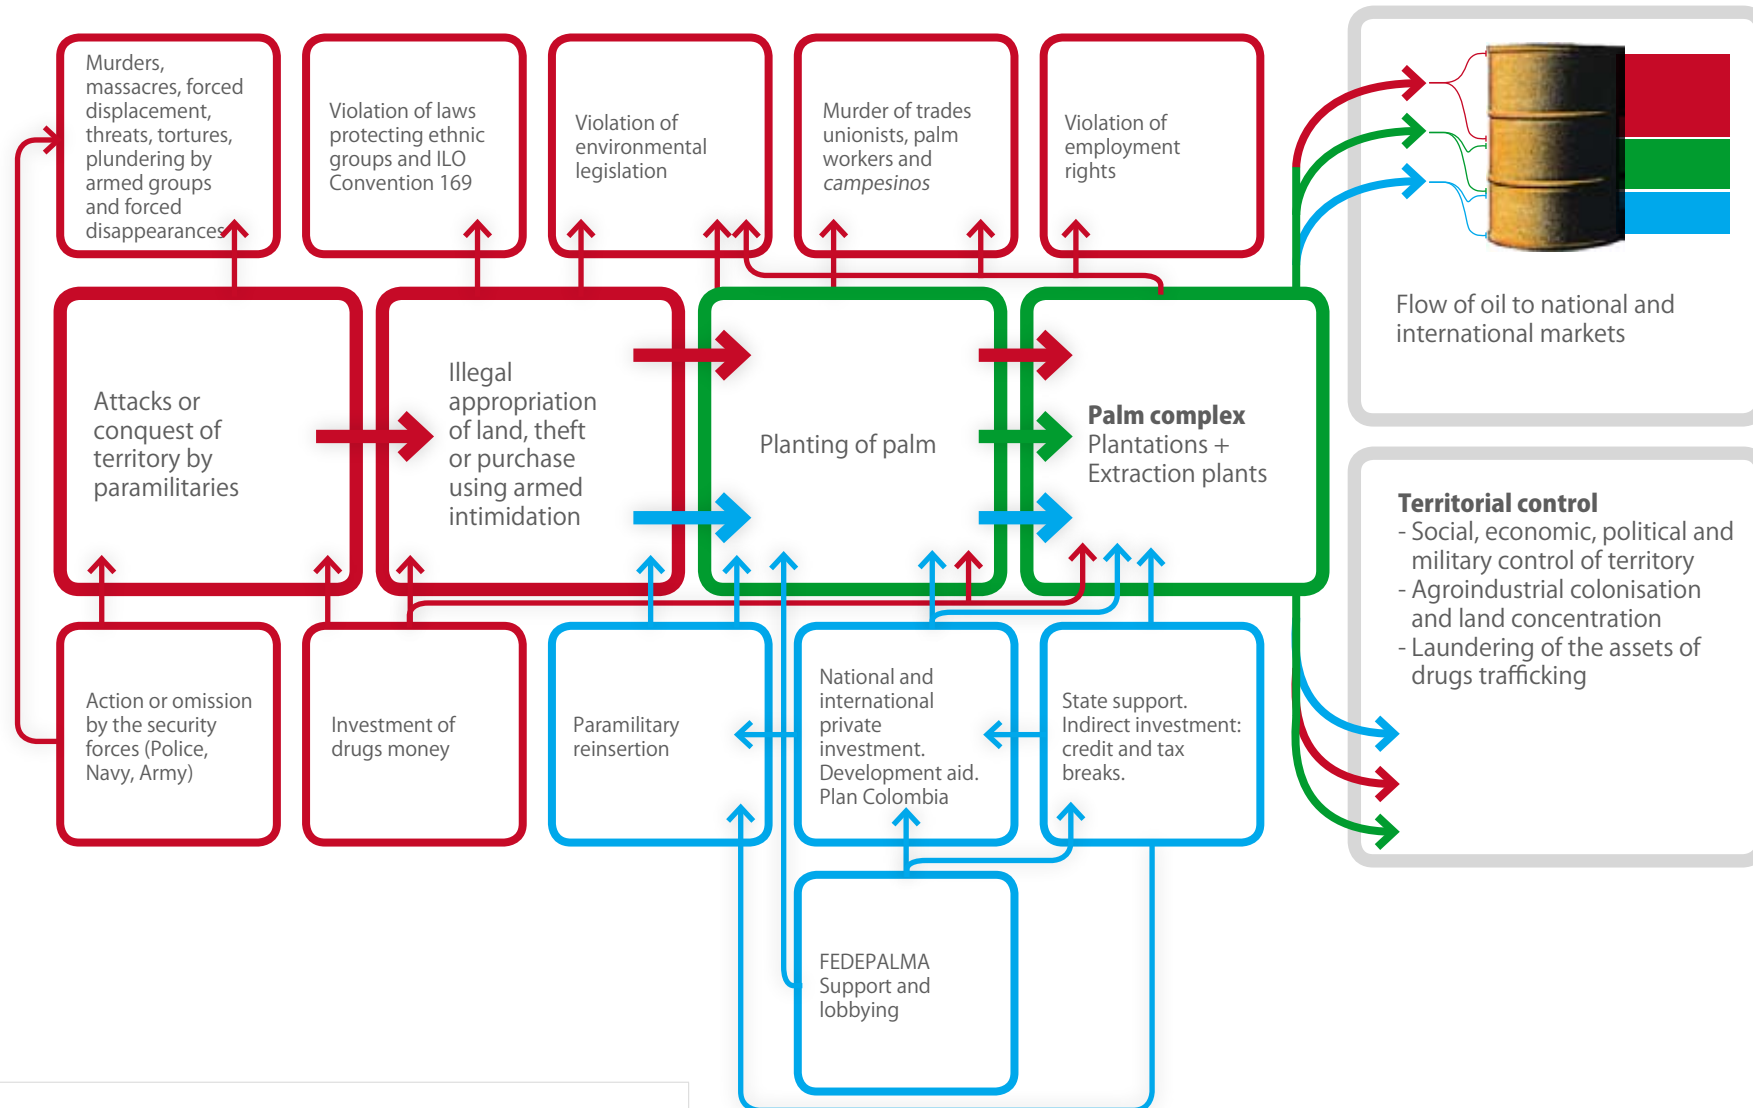 Murders,
massacres, forced
displacement,
threats, tortures,
plundering by
armed groups
and forced
disappearances
Violation of laws
protecting ethnic
groups and ILO
Convention 169
Violation of
environmental
legislation
Murder of trades
unionists, palm
workers and
campesinos
Violation of
employment
rights
Flow of oil to national and
international markets
Attacks or
conquest of
territory by
paramilitaries
Illegal
appropriation
of land, theft
or purchase
using armed
intimidation
Planting of palm
Palm complex
Plantations +
Extraction plants
Territorial control
- Social, economic, political and
military control of territory
- Agroindustrial colonisation
and land concentration
- Laundering of the assets of
drugs trafficking
Action or omission
by the security
forces (Police,
Navy, Army)
Investment of
drugs money
Paramilitary
reinsertion
National and
international
private
investment.
Development aid.
Plan Colombia
State support.
Indirect investment:
credit and tax
breaks.
FEDEPALMA
Support and
lobbying